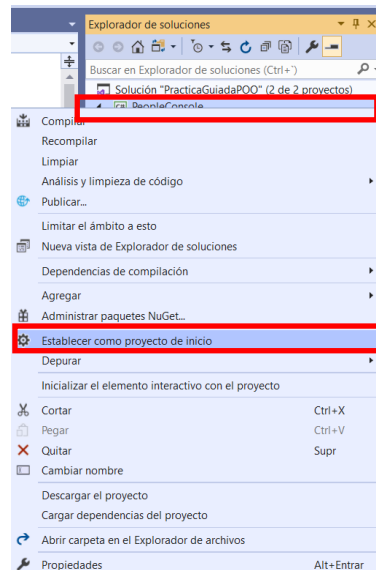 Explorador de soluciones
Buscar en Explorador de soluciones (Ctrl+´)
Solución "PracticaGuiadaPOO" (2 de 2 proyectos)
C# PeopleConsole
Compilar
Recompilar
Limpiar
Análisis y limpieza de código
Publicar...
Limitar el ámbito a esto
Nueva vista de Explorador de soluciones
Dependencias de compilación
Agregar
Administrar paquetes NuGet...
Establecer como proyecto de inicio
Depurar
Inicializar el elemento interactivo con el proyecto
Cortar Ctrl+X
Pegar Ctrl+V
Quitar Supr
Cambiar nombre
Descargar el proyecto
Cargar dependencias del proyecto
Abrir carpeta en el Explorador de archivos
Propiedades Alt+Entrar